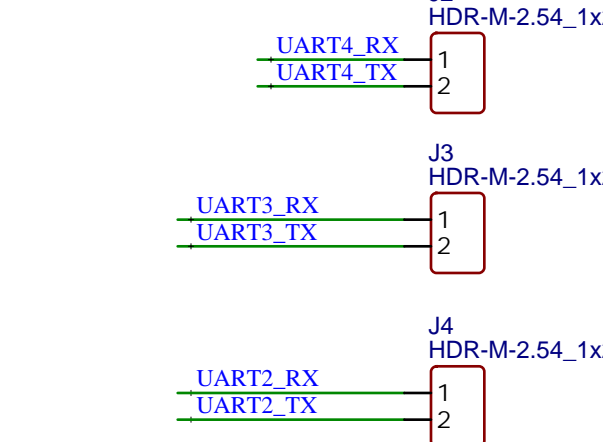 HDR-M-2.54_1x
UART4_RX
1
UART4_TX
2
J3
HDR-M-2.54_1x
UART3_RX
1
UART3_TX
2
J4
HDR-M-2.54_1x
UART2_RX
1
UART2_TX
2